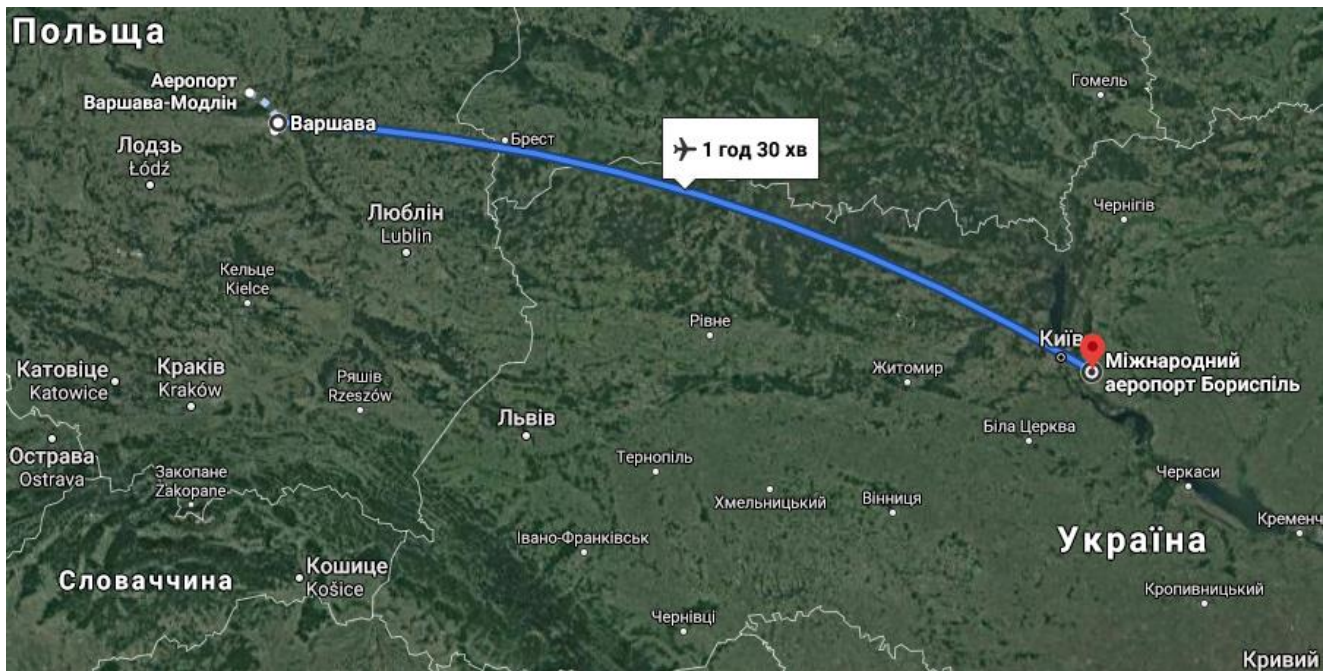 Польща
Аеропорт
Варшава-Модлін
Варшава
Гомель
Брест
1 год 30 хв
Лодзь
Łódź
Люблін
Lublin
Чернігів
Кельце
Kielce
Рівне
Київ
Міжнародний
аеропорт Бориспіль
Катовіце
Katowice
Краків
Kraków
Ряшів
Rzeszów
Житомир
Львів
Біла Церква
Острава
Ostrava
Закопане
Zakopane
Тернопіль
Черкаси
Хмельницький
Вінниця
Кременч
Івано-Франківськ
Україна
Словаччина
Кошице
Košice
Кропивницький
Чернівці
Кривий